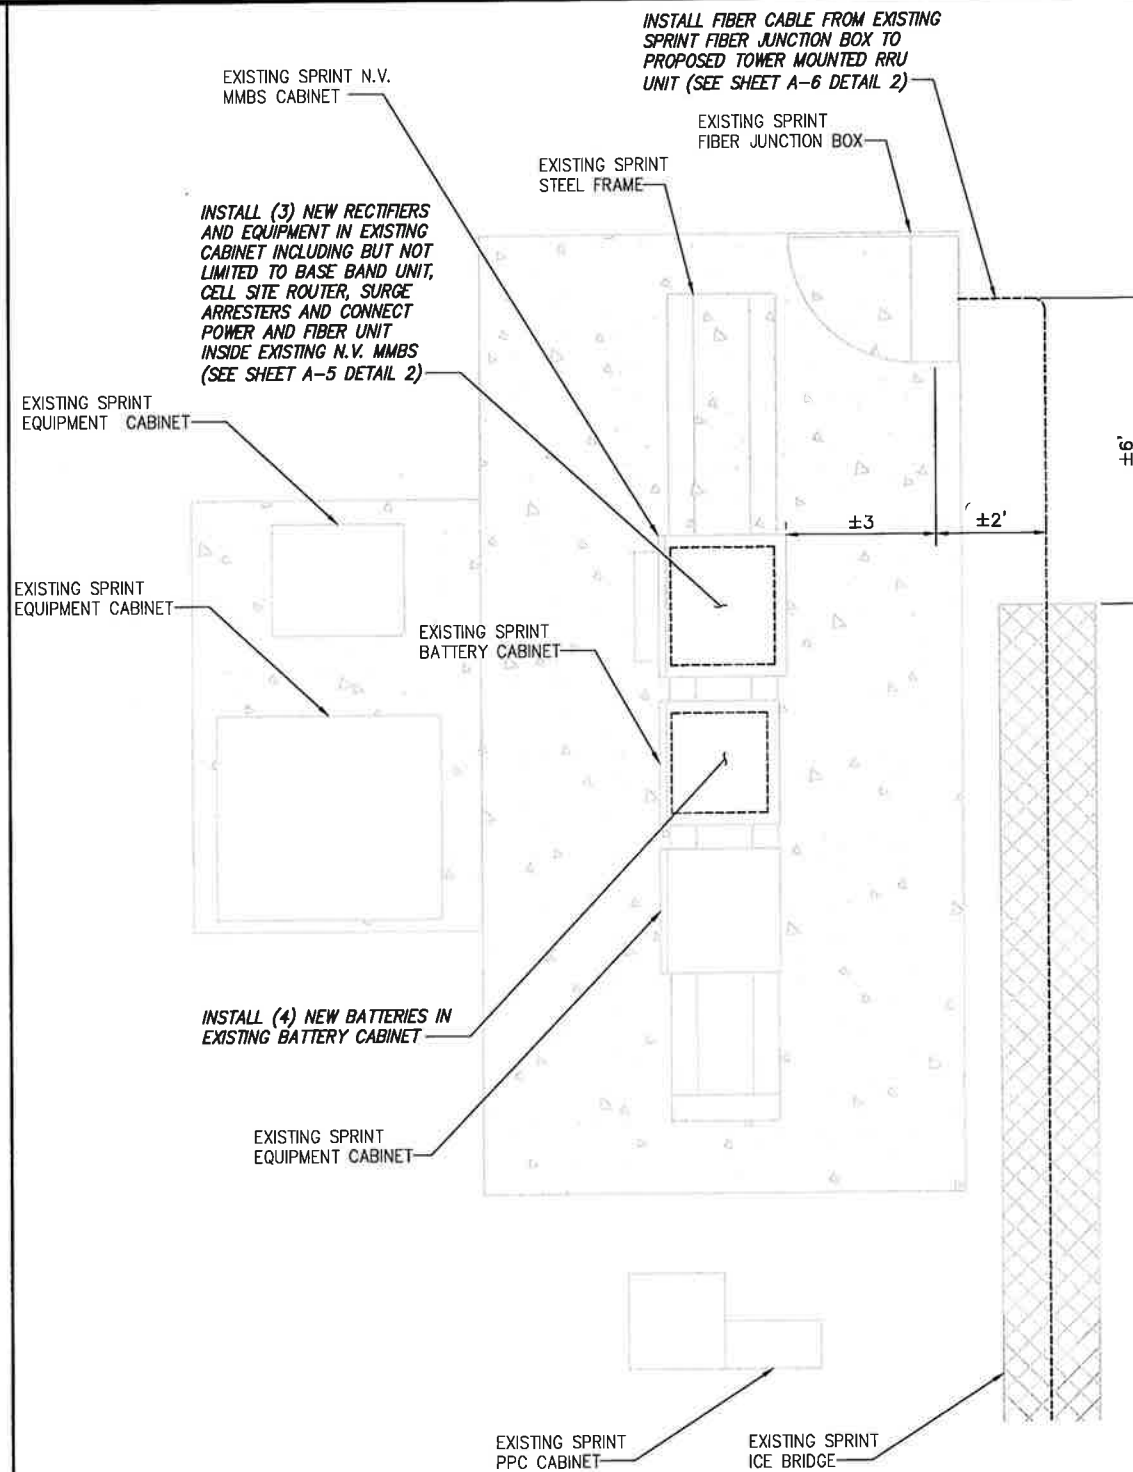 INSTALL FIBER CABLE FROM EXISTING
SPRINT FIBER JUNCTION BOX TO
PROPOSED TOWER MOUNTED RRU
UNIT (SEE SHEET A-6 DETAIL 2)
EXISTING SPRINT N.V.
MMBS CABINET
EXISTING SPRINT
FIBER JUNCTION BOX
EXISTING SPRINT
STEEL FRAME
INSTALL (3) NEW RECTIFIERS
AND EQUIPMENT IN EXISTING
CABINET INCLUDING BUT NOT
LIMITED TO BASE BAND UNIT,
CELL SITE ROUTER, SURGE
ARRESTERS AND CONNECT
POWER AND FIBER UNIT
INSIDE EXISTING N.V. MMBS
(SEE SHEET A-5 DETAIL 2)
EXISTING SPRINT
EQUIPMENT CABINET
±6'
±3
±2'
EXISTING SPRINT
EQUIPMENT CABINET
EXISTING SPRINT
BATTERY CABINET
INSTALL (4) NEW BATTERIES IN
EXISTING BATTERY CABINET
EXISTING SPRINT
EQUIPMENT CABINET
EXISTING SPRINT
PPC CABINET
EXISTING SPRINT
ICE BRIDGE